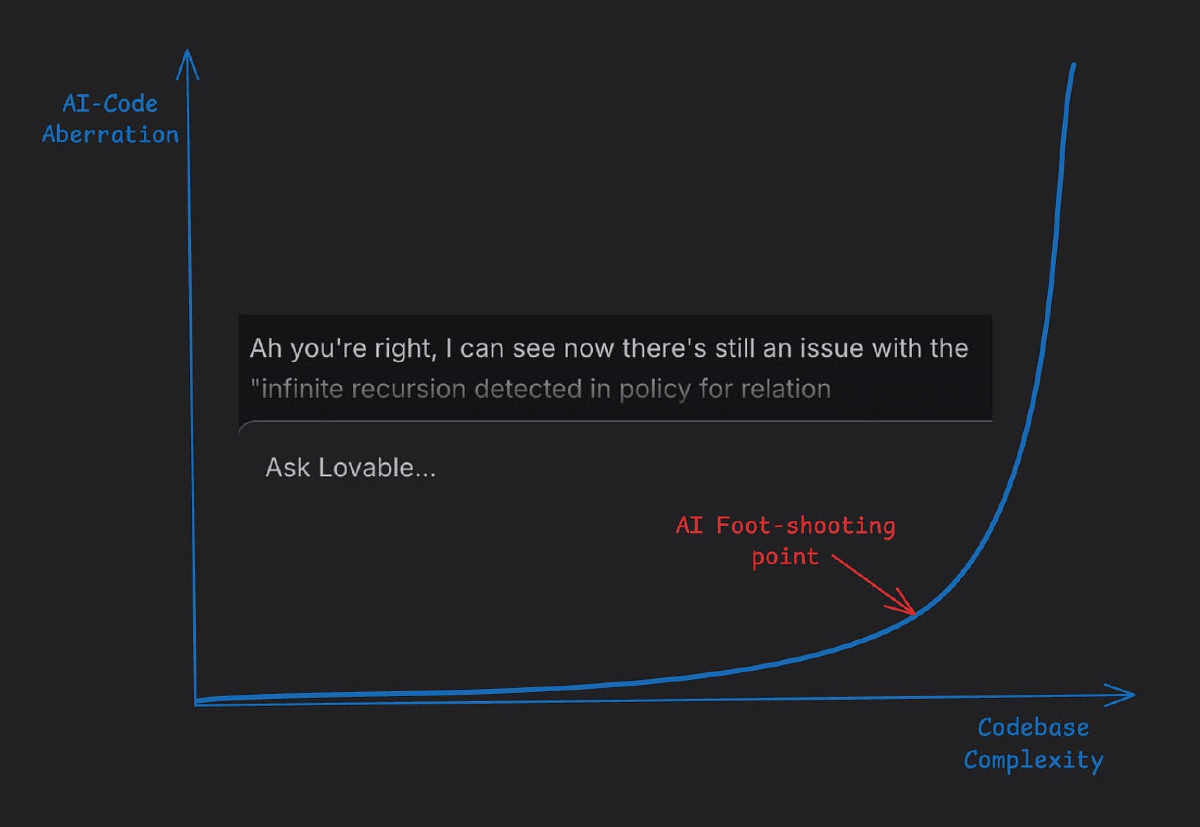 AI-Code
Aberration
Ah you're right, I can see now there's still an issue with the
"infinite recursion detected in policy for relation
Ask Lovable...
AI Foot-shooting
point
Codebase
Complexity